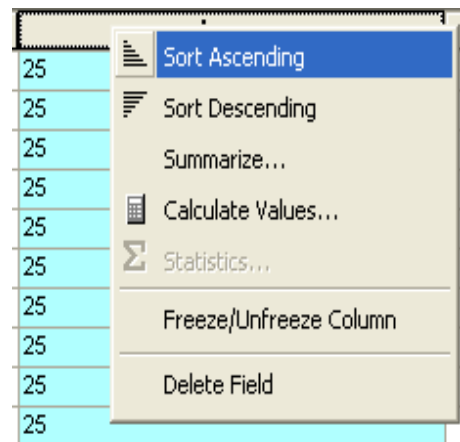 25
25
25
25
25
25
25
25
25
25
Sort Ascending
Sort Descending
Summarize...
Calculate Values...
Σ Statistics...
Freeze/Unfreeze Column
Delete Field